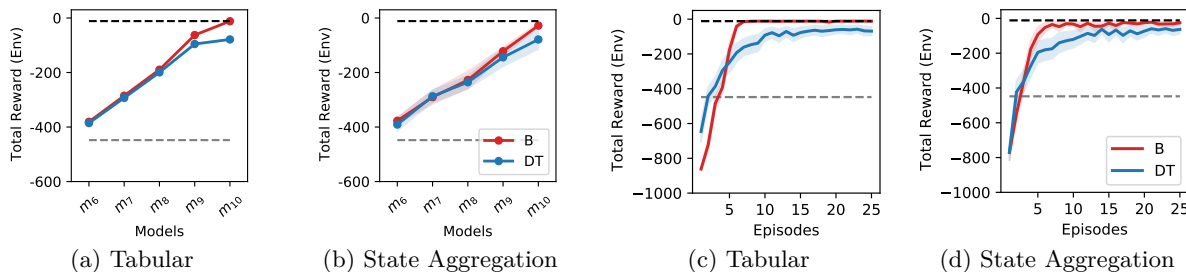 Total Reward (Env)
0
-200
-400
-600
m6
m7
m8
m9
m10
Models
(a) Tabular
Total Reward (Env)
0
-200
-400
-600
B
DT
m6
m7
m8
m9
m10
Models
(b) State Aggregation
Total Reward (Env)
0
−200
−400
−600
−800
−1000
5
10
15
20
25
Episodes
(c) Tabular
Total Reward (Env)
0
−200
−400
−600
−800
−1000
B
DT
5
10
15
20
25
Episodes
(d) State Aggregation